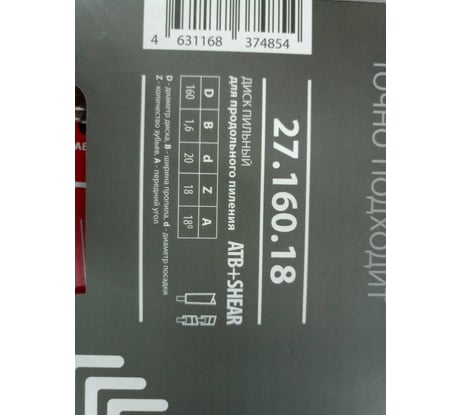 4 631168 374854
ТОЧНО ПОДХОДИТ
27.160.18
ДИСК ПИЛЬНЫЙ
для продольного пиления ATB+SHEAR
D B d Z A
160 1,6 20 18 18°
D - диаметр диска, B - ширина пропила, d - диаметр посадки
Z - количество зубьев, A - передний угол